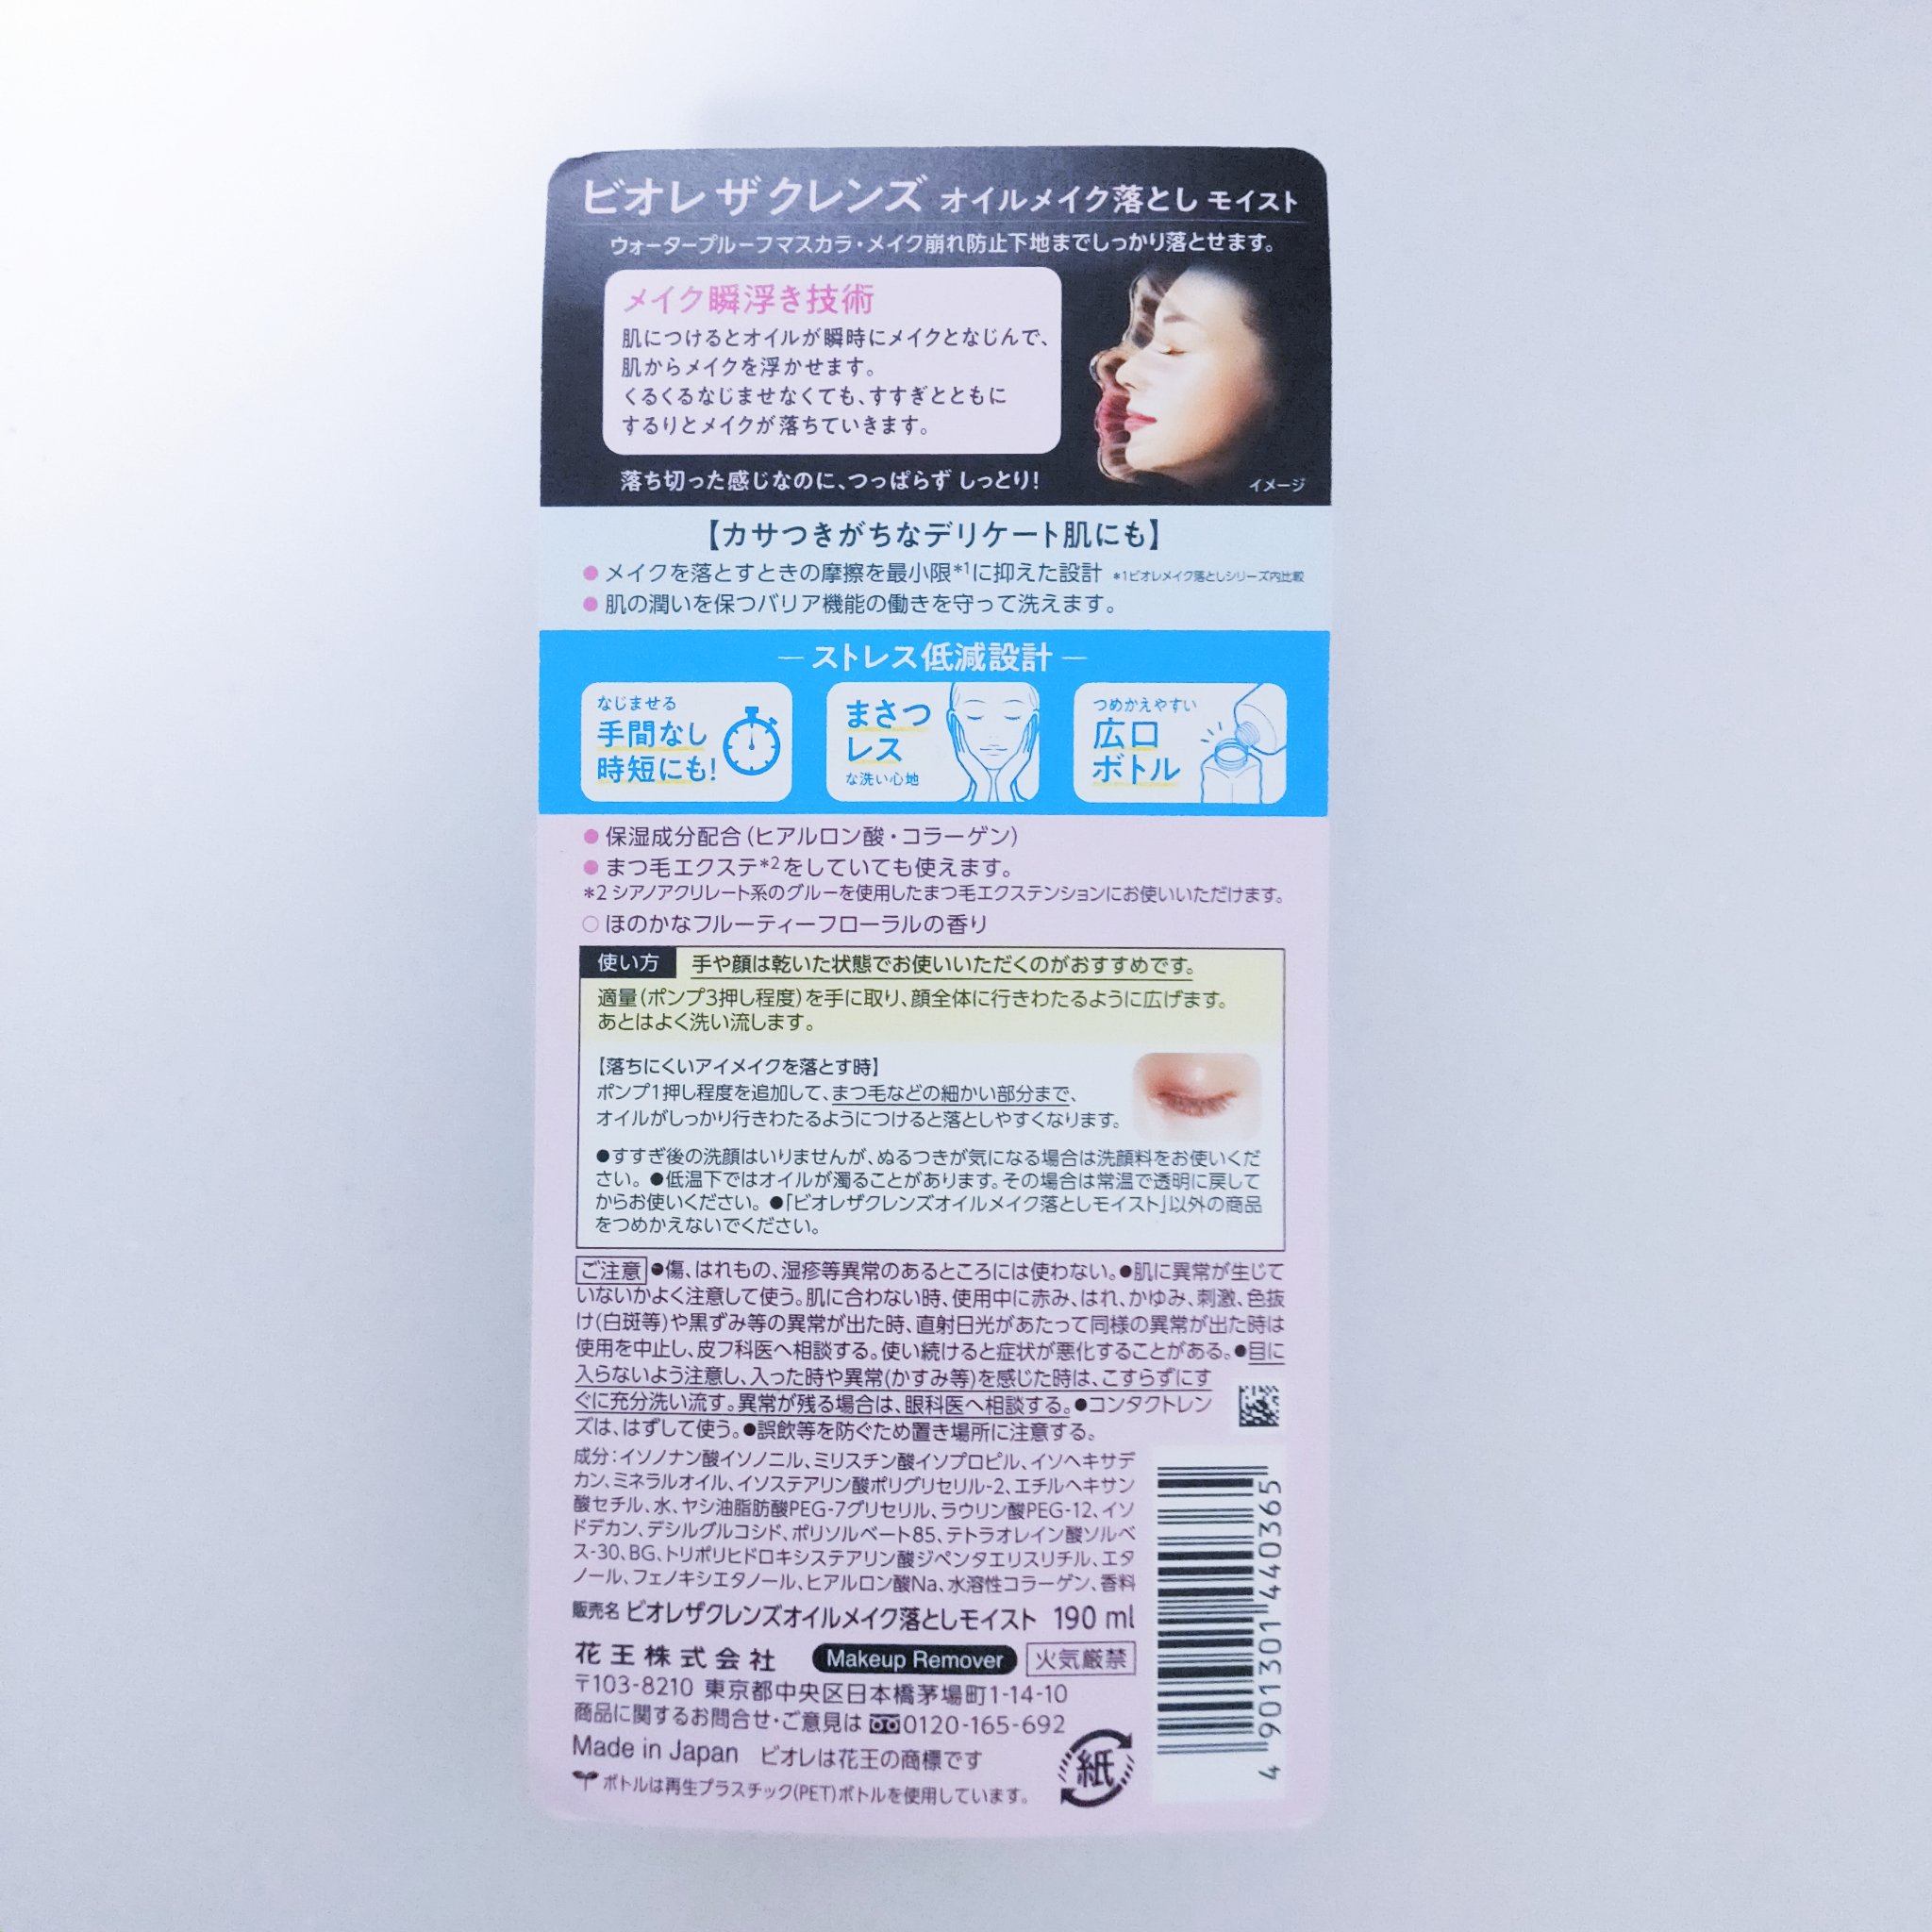 ビオレ ザ クレンズ オイルメイク落とし モイスト
ウォータープルーフマスカラ・メイク崩れ防止下地までしっかり落とせます。
メイク瞬浮き技術
肌につけるとオイルが瞬時にメイクとなじんで、
肌からメイクを浮かせます。
くるくるなじませなくても、すすぎとともに
するりとメイクが落ちていきます。
落ち切った感じなのに、つっぱらず しっとり!
イメージ
【カサつきがちなデリケート肌にも】
● メイクを落とすときの摩擦を最小限*1に抑えた設計 *1ビオレメイク落としシリーズ内比較
● 肌の潤いを保つバリア機能の働きを守って洗えます。
― ストレス低減設計 ―
なじませる
手間なし
時短にも!
まさつ
レス
な洗い心地
つめかえやすい
広口
ボトル
● 保湿成分配合(ヒアルロン酸・コラーゲン)
● まつ毛エクステ*2をしていても使えます。
*2 シアノアクリレート系のグルーを使用したまつ毛エクステンションにお使いいただけます。
○ ほのかなフルーティーフローラルの香り
使い方 手や顔は乾いた状態でお使いいただくのがおすすめです。
適量(ポンプ3押し程度)を手に取り、顔全体に行きわたるように広げます。
あとはよく洗い流します。
【落ちにくいアイメイクを落とす時】
ポンプ1押し程度を追加して、まつ毛などの細かい部分まで、
オイルがしっかり行きわたるようにつけると落としやすくなります。
●すすぎ後の洗顔はいりませんが、ぬるつきが気になる場合は洗顔料をお使いくだ
さい。●低温下ではオイルが濁ることがあります。その場合は常温で透明に戻して
からお使いください。●「ビオレザクレンズオイルメイク落としモイスト」以外の商品
をつめかえないでください。
ご注意 ●傷、はれもの、湿疹等異常のあるところには使わない。●肌に異常が生じて
いないかよく注意して使う。肌に合わない時、使用中に赤み、はれ、かゆみ、刺激、色抜
け(白斑等)や黒ずみ等の異常が出た時、直射日光があたって同様の異常が出た時は
使用を中止し、皮フ科医へ相談する。使い続けると症状が悪化することがある。●目に
入らないよう注意し、入った時や異常(かすみ等)を感じた時は、こすらずにす
ぐに充分洗い流す。異常が残る場合は、眼科医へ相談する。●コンタクトレン
ズは、はずして使う。●誤飲等を防ぐため置き場所に注意する。
成分:イソノナン酸イソノニル、ミリスチン酸イソプロピル、イソヘキサデ
カン、ミネラルオイル、イソステアリン酸ポリグリセリル-2、エチルヘキサン
酸セチル、水、ヤシ油脂肪酸PEG-7グリセリル、ラウリン酸PEG-12、イソ
ドデカン、デシルグルコシド、ポリソルベート85、テトラオレイン酸ソルベ
ス-30、BG、トリポリヒドロキシステアリン酸ジペンタエリスリチル、エタ
ノール、フェノキシエタノール、ヒアルロン酸Na、水溶性コラーゲン、香料
販売名 ビオレザクレンズオイルメイク落としモイスト 190 ml
花王株式会社 Makeup Remover 火気厳禁
〒103-8210 東京都中央区日本橋茅場町1-14-10
商品に関するお問合せ・ご意見は 0120-165-692
Made in Japan ビオレは花王の商標です
ボトルは再生プラスチック(PET)ボトルを使用しています。
紙
4 901301 440365